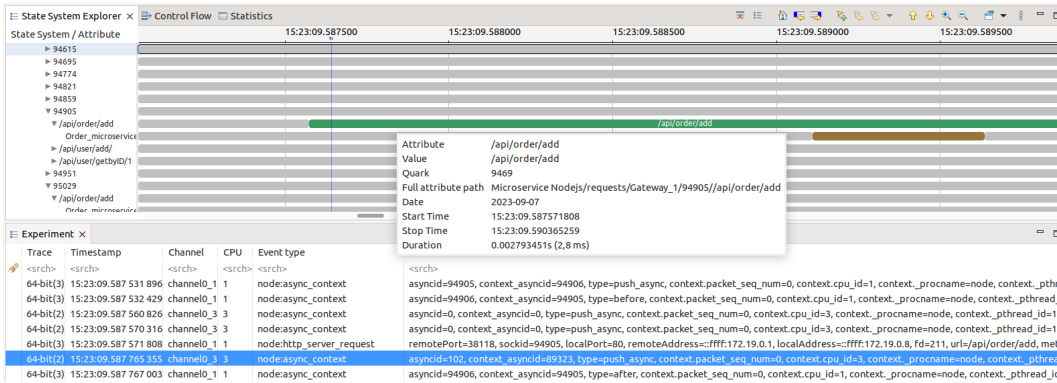 State System Explorer × Control Flow Statistics
State System / Attribute 15:23:09.587500 15:23:09.588000 15:23:09.588500 15:23:09.589000 15:23:09.589500
94615
94695
94774
94821
94859
94905
/api/order/add /api/order/add
Order_microservice
/api/user/add/
/api/user/getbyID/1
94951
95029
/api/order/add
Order_microservice
Attribute /api/order/add
Value /api/order/add
Quark 9469
Full attribute path Microservice Nodejs/requests/Gateway_1/94905//api/order/add
Date 2023-09-07
Start Time 15:23:09.587571808
Stop Time 15:23:09.590365259
Duration 0.002793451s (2,8 ms)
Experiment ×
Trace Timestamp Channel CPU Event type
<srch> <srch> <srch> <srch> <srch> <srch>
64-bit(3) 15:23:09.587 531 896 channel0_1 1 node:async_context asyncid=94905, context_asyncid=94906, type=push_async, context.packet_seq_num=0, context.cpu_id=1, context._procname=node, context._pthr
64-bit(3) 15:23:09.587 532 429 channel0_1 1 node:async_context asyncid=94905, context_asyncid=94906, type=before, context.packet_seq_num=0, context.cpu_id=1, context._procname=node, context._pthread_
64-bit(2) 15:23:09.587 560 826 channel0_3 3 node:async_context asyncid=0, context_asyncid=0, type=push_async, context.packet_seq_num=0, context.cpu_id=3, context._procname=node, context._pthread_id=1
64-bit(2) 15:23:09.587 570 316 channel0_3 3 node:async_context asyncid=0, context_asyncid=0, type=push_async, context.packet_seq_num=0, context.cpu_id=3, context._procname=node, context._pthread_id=1
64-bit(3) 15:23:09.587 571 808 channel0_1 1 node:http_server_request remotePort=38118, sockid=94905, localPort=80, remoteAddress=::ffff:172.19.0.1, localAddress=::ffff:172.19.0.8, fd=211, url=/api/order/add, met
64-bit(2) 15:23:09.587 765 355 channel0_3 3 node:async_context asyncid=102, context_asyncid=89323, type=push_async, context.packet_seq_num=0, context.cpu_id=3, context._procname=node, context._pthrea
64-bit(3) 15:23:09.587 767 003 channel0_1 1 node:async_context asyncid=94906, context_asyncid=94905, type=after, context.packet_seq_num=0, context.cpu_id=1, context._procname=node, context._pthread_id